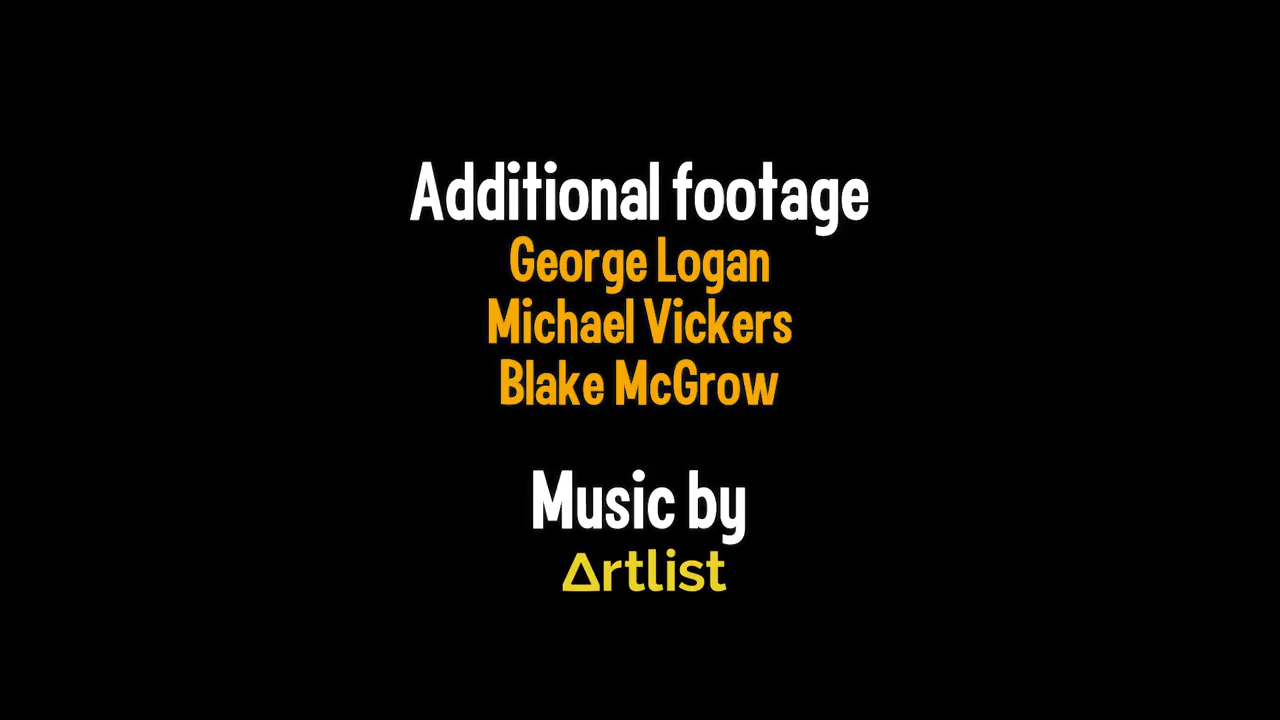 Additional footage
George Logan
Michael Vickers
Blake McGrow
Music by
Artlist